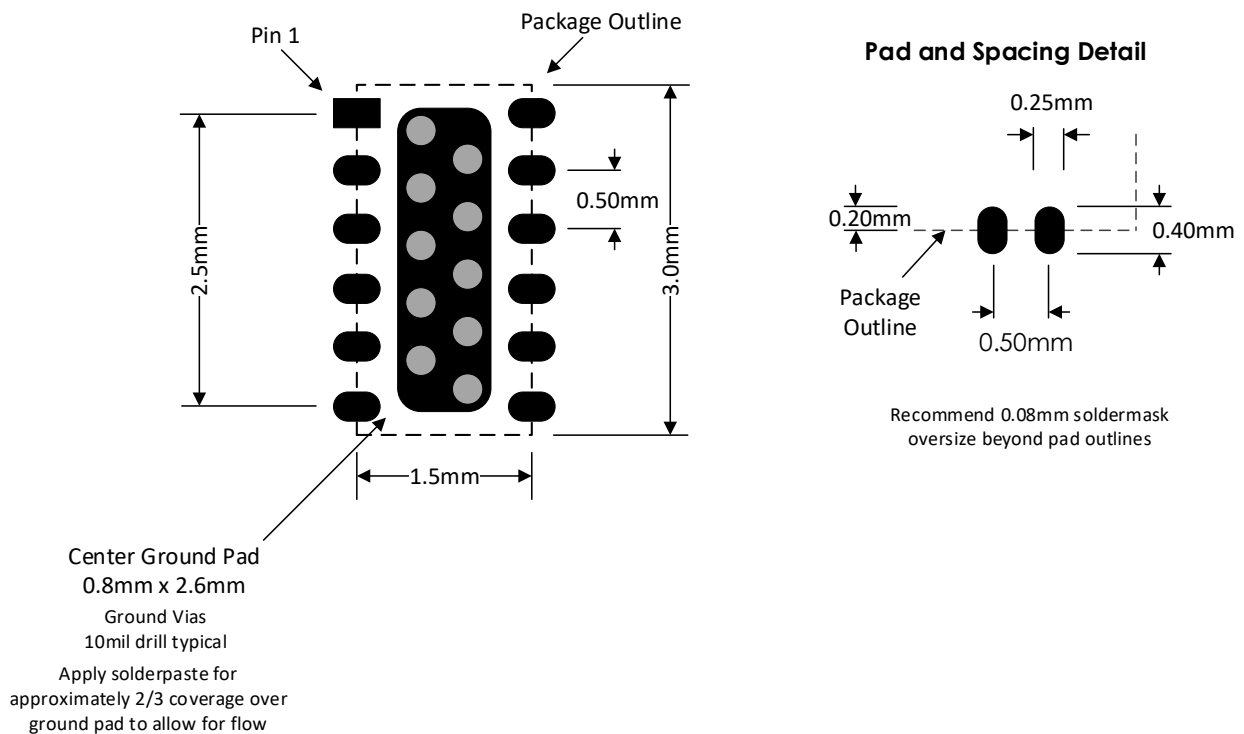 Pin 1
Package Outline
2.5mm
0.50mm
3.0mm
1.5mm
Center Ground Pad
0.8mm x 2.6mm
Ground Vias
10mil drill typical
Apply solderpaste for
approximately 2/3 coverage over
ground pad to allow for flow
Pad and Spacing Detail
0.25mm
0.20mm
0.40mm
Package
Outline
0.50mm
Recommend 0.08mm soldermask
oversize beyond pad outlines